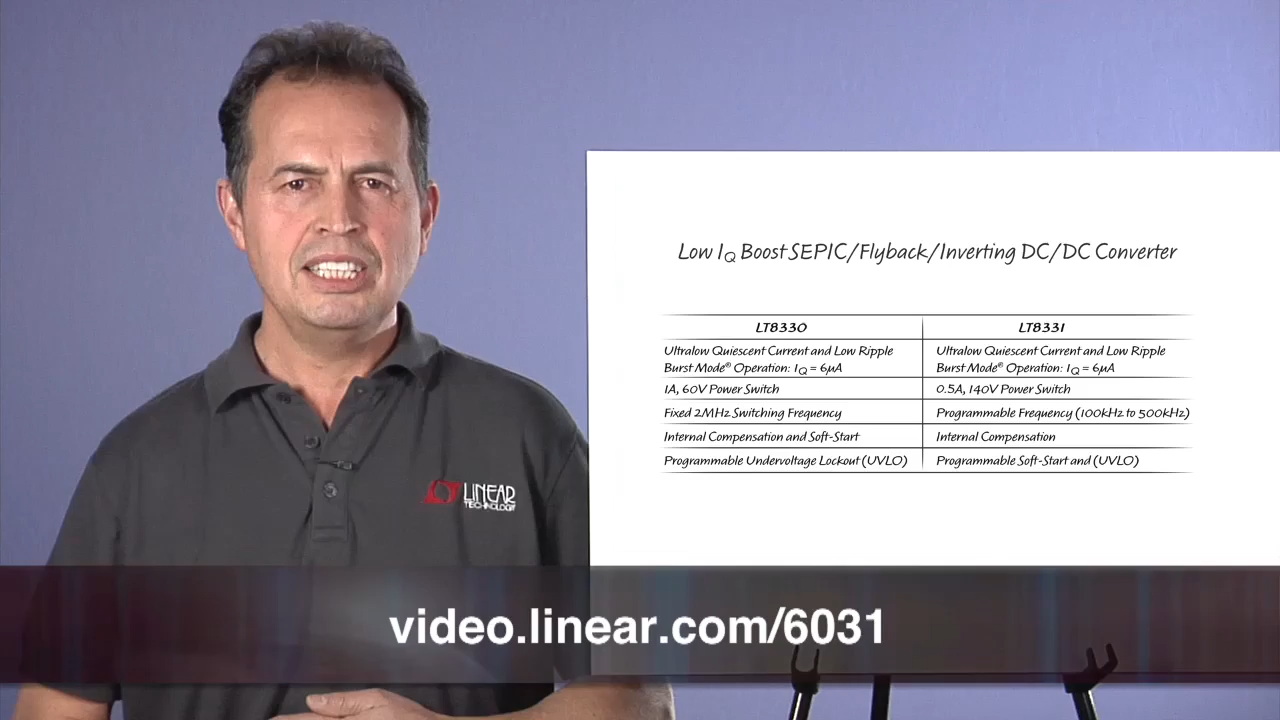 Low IQ Boost SEPIC/Flyback/Inverting DC/DC Converter
LT8330 LT8331
Ultralow Quiescent Current and Low Ripple Ultralow Quiescent Current and Low Ripple
Burst Mode® Operation: IQ = 6µA Burst Mode® Operation: IQ = 6µA
1A, 60V Power Switch 0.5A, 140V Power Switch
Fixed 2MHz Switching Frequency Programmable Frequency (100kHz to 500kHz)
Internal Compensation and Soft-Start Internal Compensation
Programmable Undervoltage Lockout (UVLO) Programmable Soft-Start and (UVLO)
LINEAR
TECHNOLOGY
video.linear.com/6031